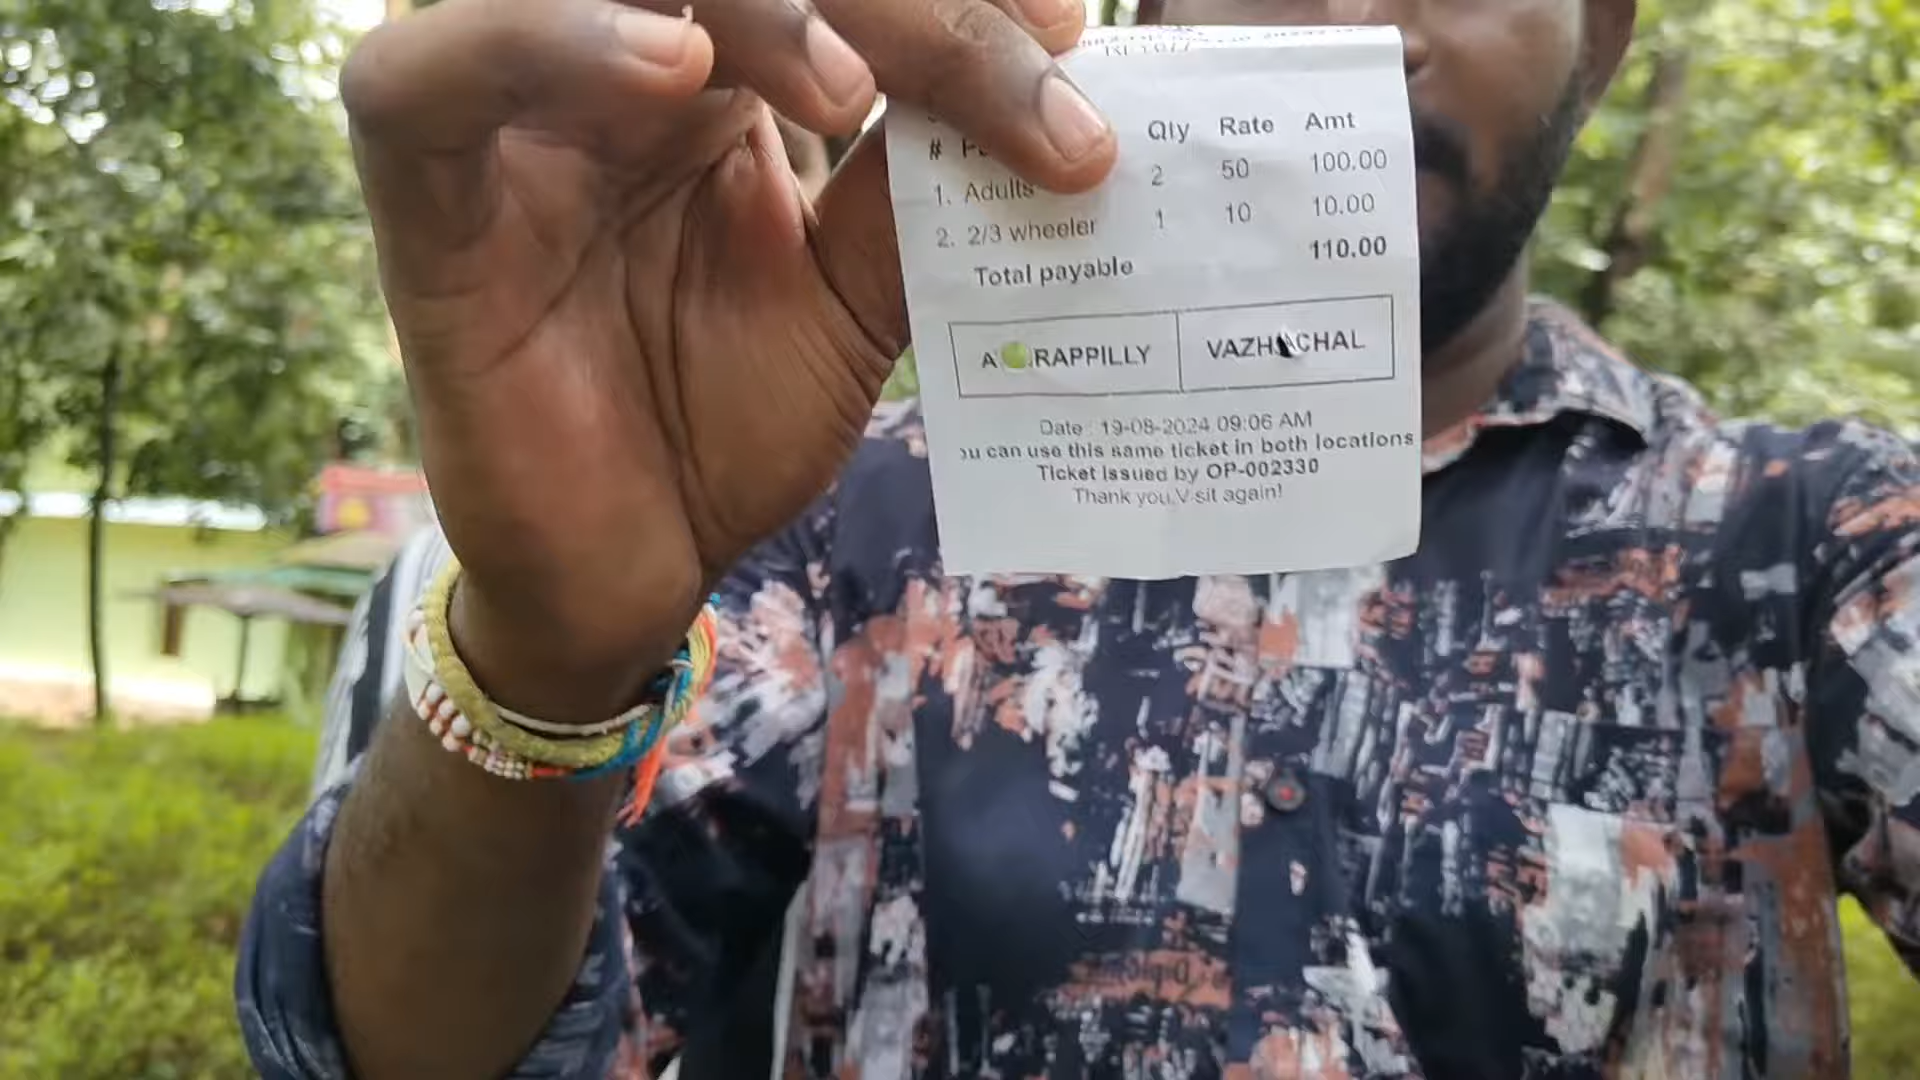 Qty Rate Amt
#
1. Adults 2 50 100.00
2. 2/3 wheeler 1 10 10.00
Total payable 110.00
RAPPILLY VAZH CHAL
Date : 19-08-2024 09:06 AM
ou can use this same ticket in both locations
Ticket Issued by OP-002330
Thank you,Visit again!